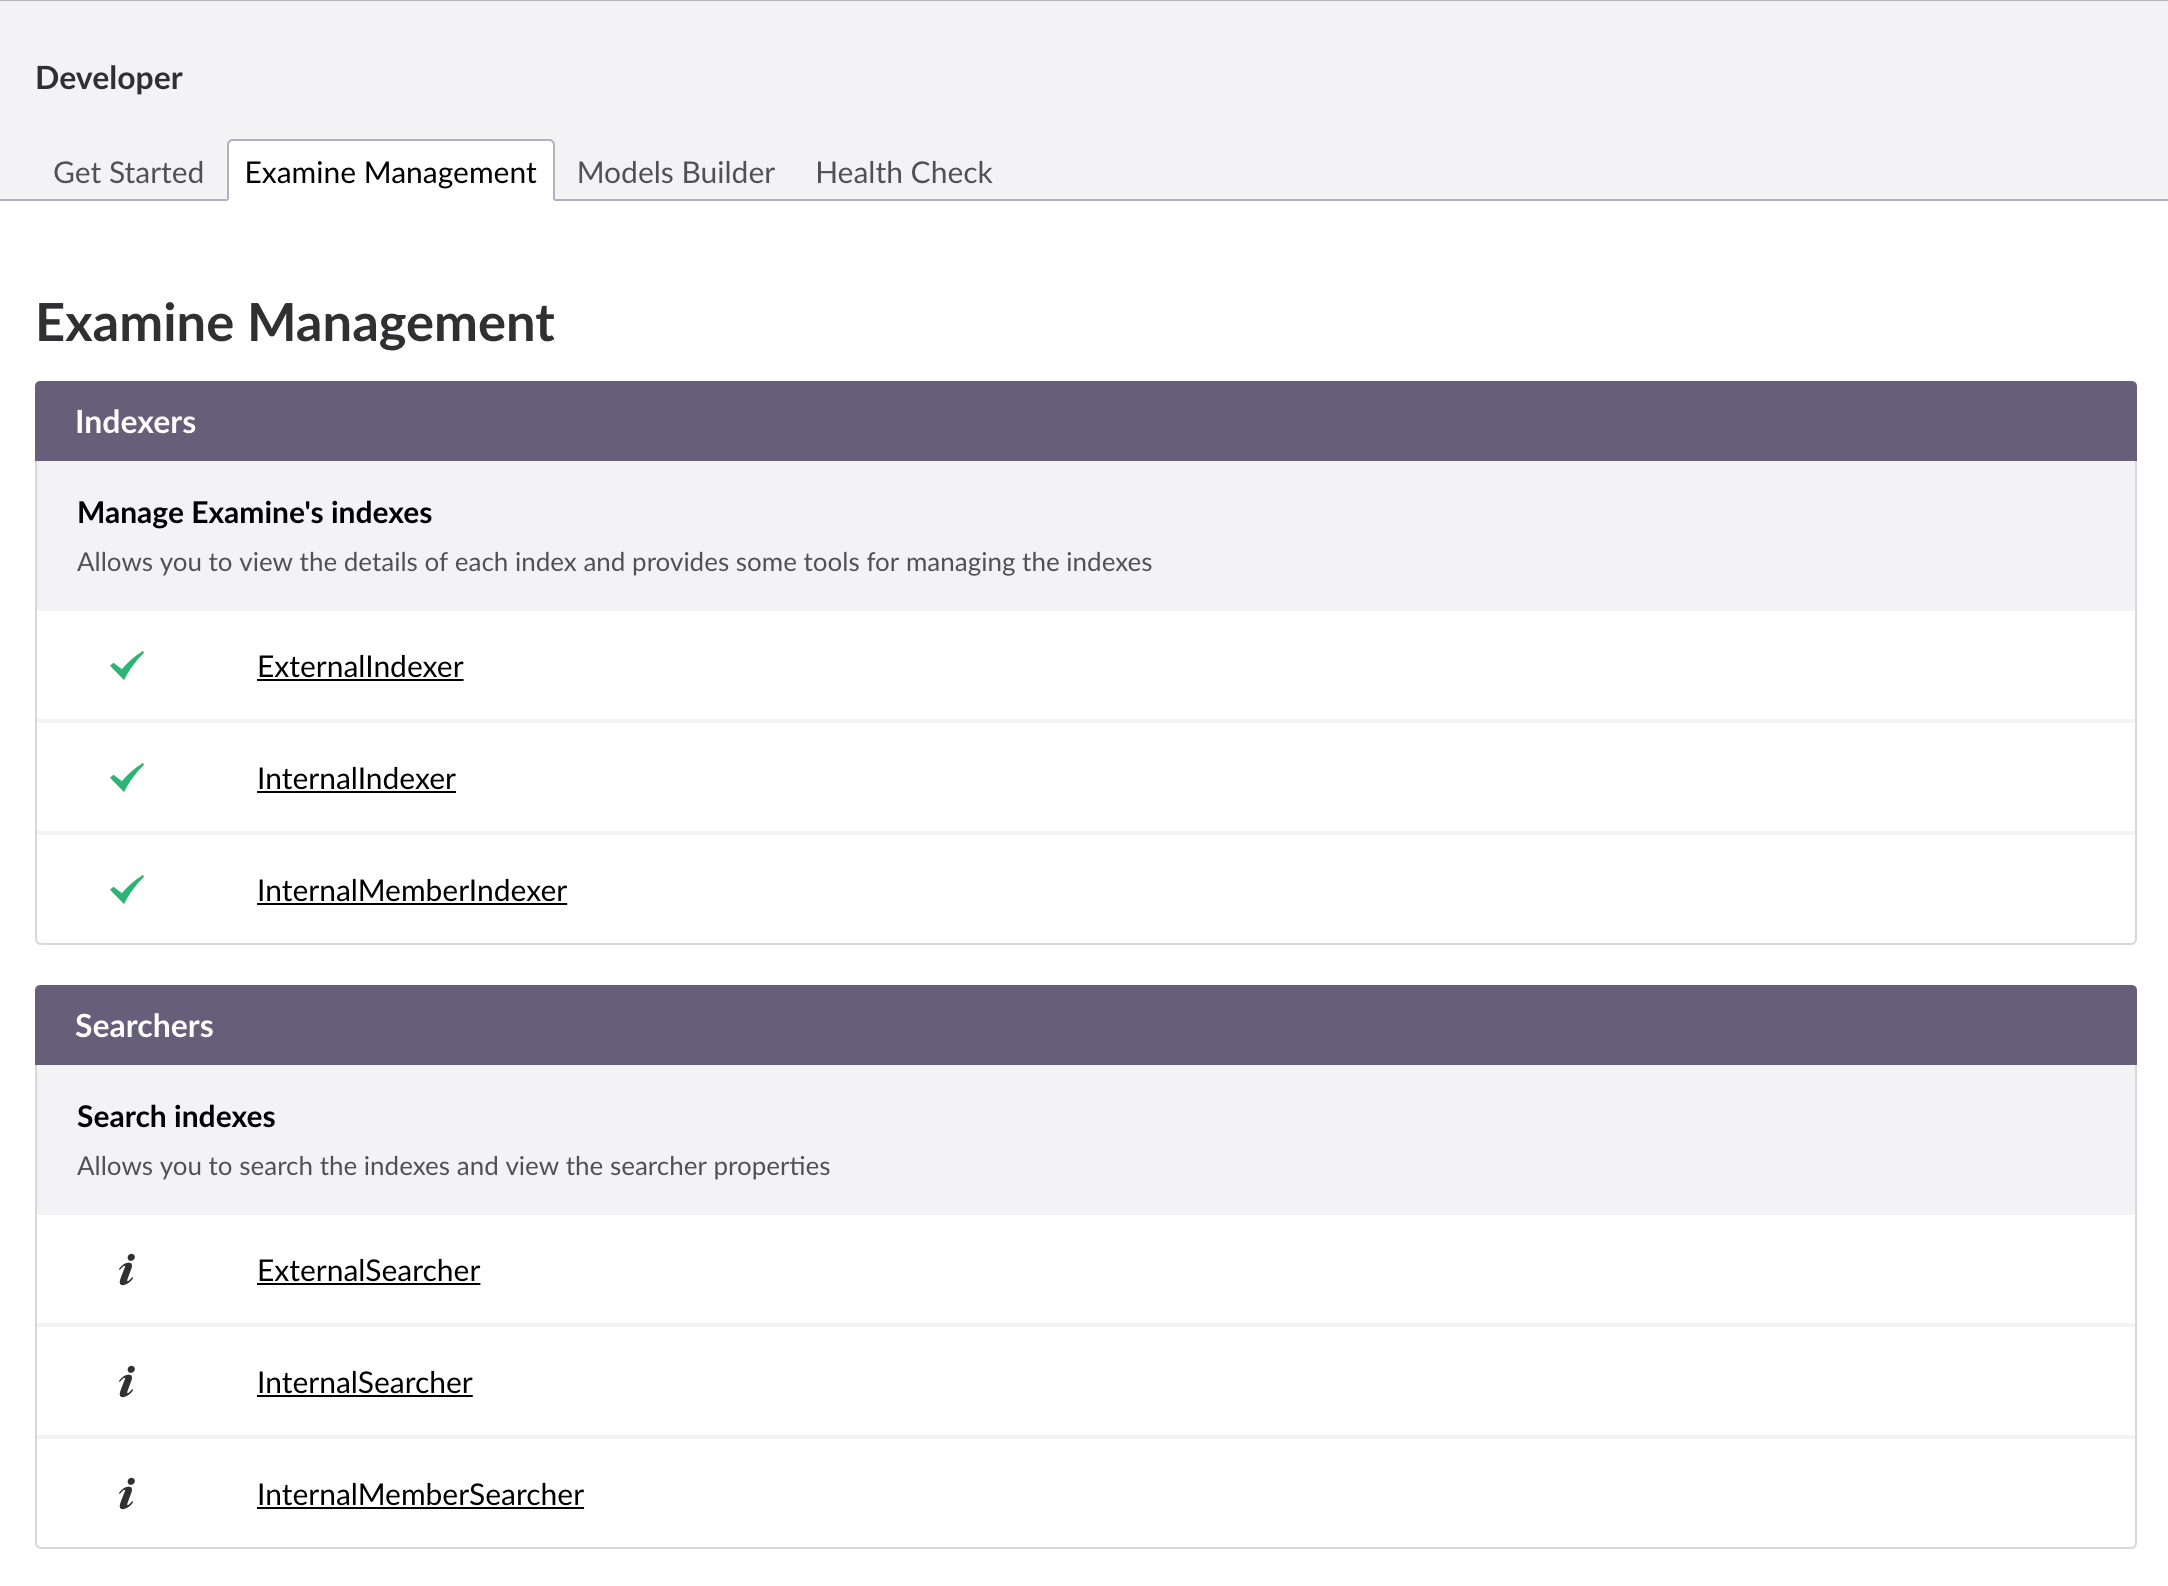 Developer
Get Started Examine Management Models Builder Health Check
Examine Management
Indexers
Manage Examine's indexes
Allows you to view the details of each index and provides some tools for managing the indexes
ExternalIndexer
InternalIndexer
InternalMemberIndexer
Searchers
Search indexes
Allows you to search the indexes and view the searcher properties
ExternalSearcher
InternalSearcher
InternalMemberSearcher